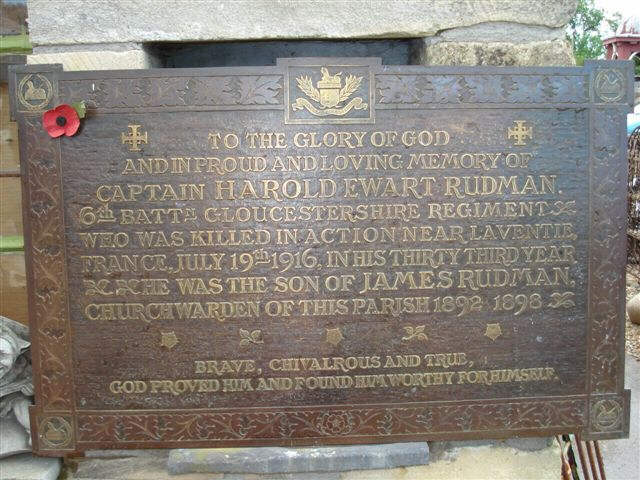 TO THE GLORY OF GOD
AND IN PROUD AND LOVING MEMORY OF
CAPTAIN HAROLD EWART RUDMAN.
6TH BATTN GLOUCESTERSHIRE REGIMENT
WHO WAS KILLED IN ACTION NEAR LAVENTIE
FRANCE, JULY 19TH 1916, IN HIS THIRTY THIRD YEAR
HE WAS THE SON OF JAMES RUDMAN,
CHURCHWARDEN OF THIS PARISH 1892-1898
BRAVE, CHIVALROUS AND TRUE,
GOD PROVED HIM AND FOUND HIM WORTHY FOR HIMSELF.